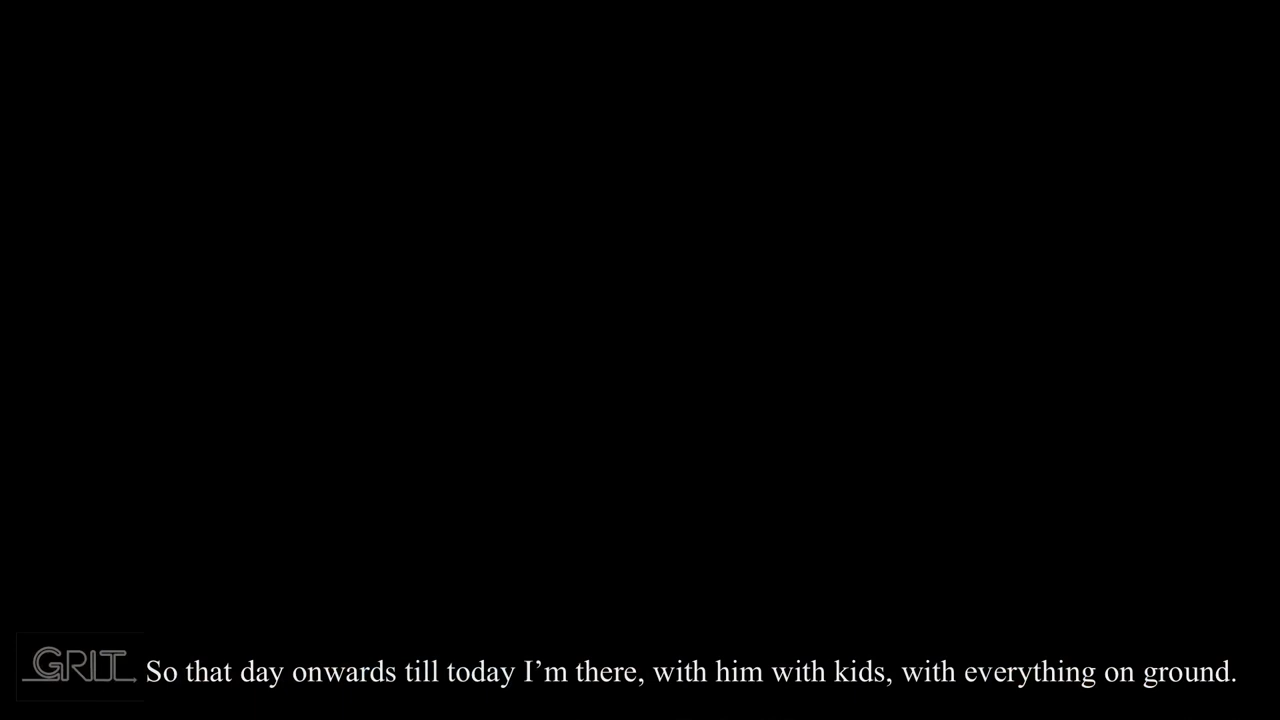 GRIT
So that day onwards till today I’m there, with him with kids, with everything on ground.